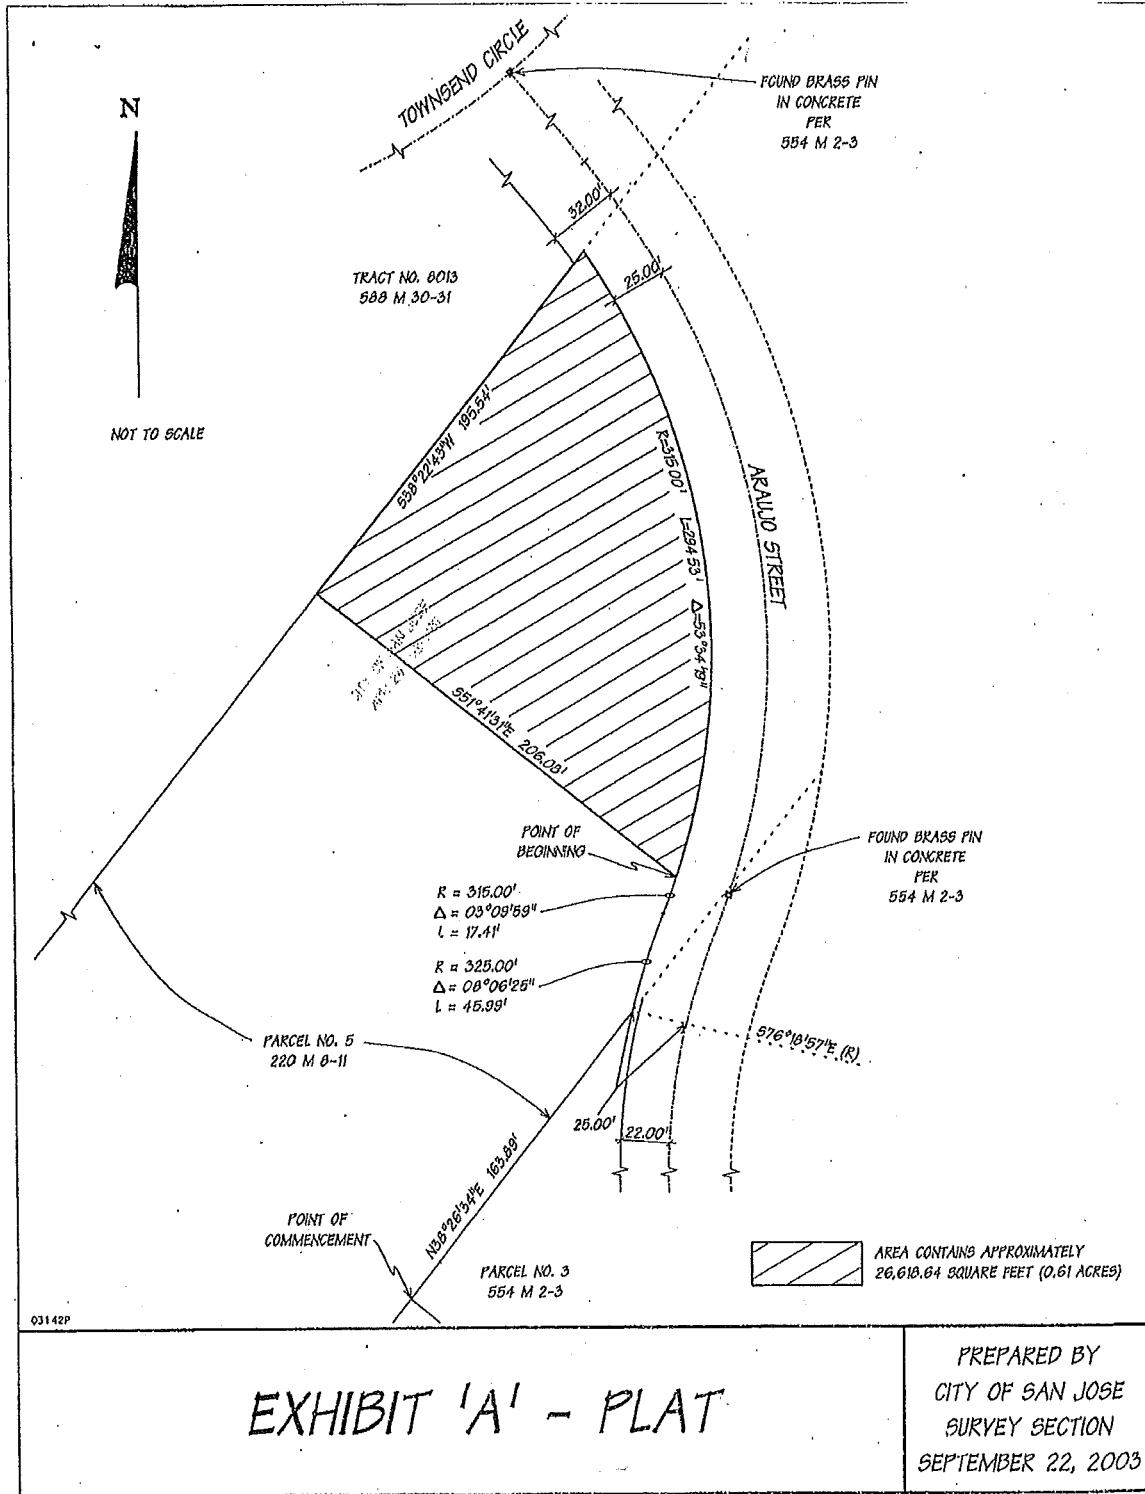 TOWNSEND CIRCLE
FOUND BRASS PIN
IN CONCRETE
PER
554 M 2-3
N
32.00'
25.00'
TRACT NO. 8013
588 M 30-31
NOT TO SCALE
S38°22'43"W 195.54'
R=315.00' L=294.53' Δ=53°34'19"
ARAUJO STREET
S51°41'31"E 206.08'
POINT OF
BEGINNING
FOUND BRASS PIN
IN CONCRETE
PER
554 M 2-3
R = 315.00'
Δ = 03°09'59"
L = 17.41'
R = 325.00'
Δ = 08°06'25"
L = 45.99'
PARCEL NO. 5
220 M 8-11
S76°18'57"E (R)
25.00'
22.00'
N38°26'34"E 163.89'
POINT OF
COMMENCEMENT
PARCEL NO. 3
554 M 2-3
AREA CONTAINS APPROXIMATELY
26,618.64 SQUARE FEET (0.61 ACRES)
03142P
EXHIBIT 'A' - PLAT
PREPARED BY
CITY OF SAN JOSE
SURVEY SECTION
SEPTEMBER 22, 2003